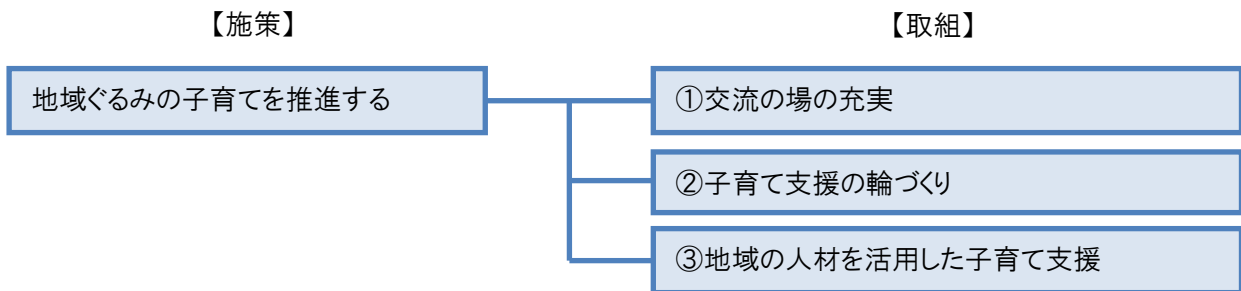 【施策】
【取組】
地域ぐるみの子育てを推進する
①交流の場の充実
②子育て支援の輪づくり
③地域の人材を活用した子育て支援